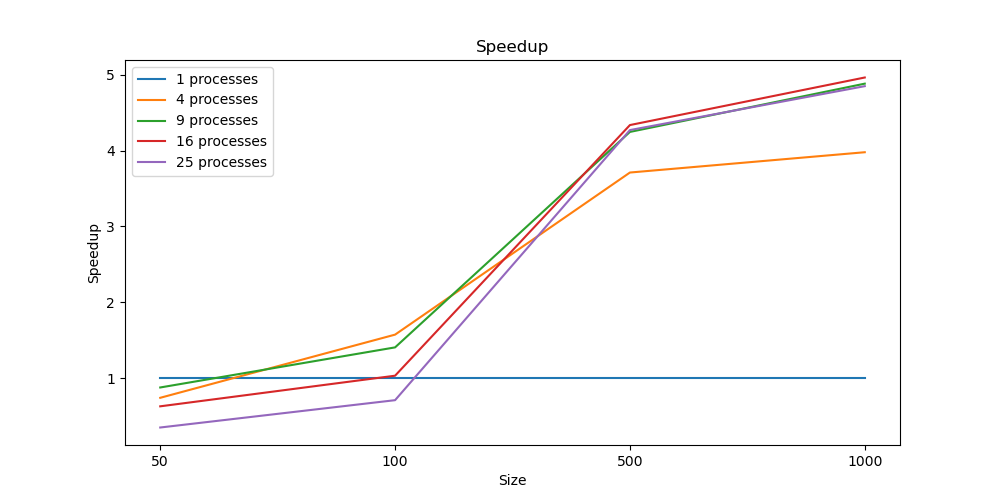 Speedup
1 processes
4 processes
9 processes
16 processes
25 processes
Speedup
5
4
3
2
1
50 100 500 1000
Size